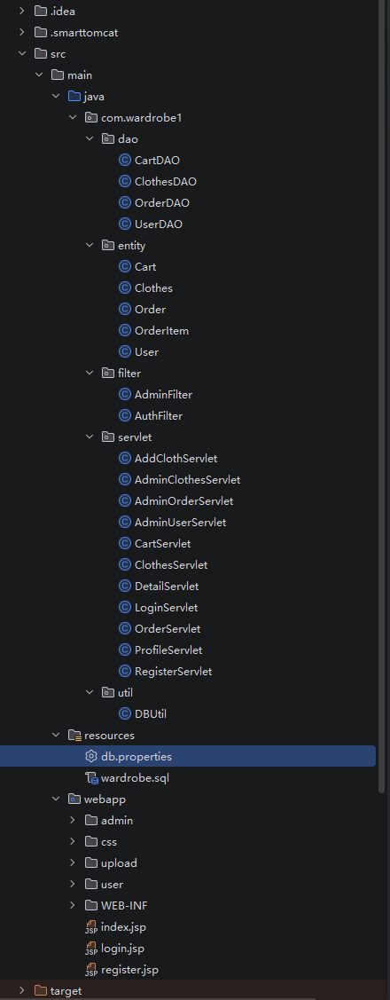 .idea
.smarttomcat
src
main
java
com.wardrobe1
dao
CartDAO
ClothesDAO
OrderDAO
UserDAO
entity
Cart
Clothes
Order
OrderItem
User
filter
AdminFilter
AuthFilter
servlet
AddClothServlet
AdminClothesServlet
AdminOrderServlet
AdminUserServlet
CartServlet
ClothesServlet
DetailServlet
LoginServlet
OrderServlet
ProfileServlet
RegisterServlet
util
DBUtil
resources
db.properties
wardrobe.sql
webapp
admin
css
upload
user
WEB-INF
JSP index.jsp
JSP login.jsp
JSP register.jsp
target